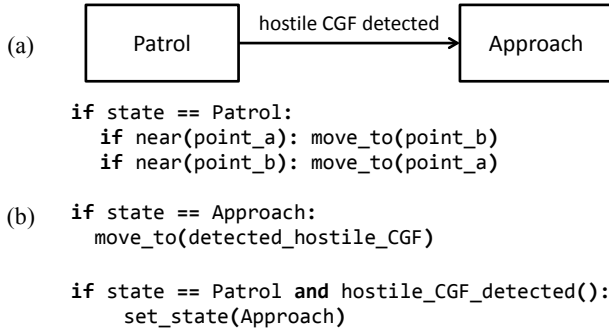 hostile CGF detected
(a) Patrol Approach
if state == Patrol:
if near(point_a): move_to(point_b)
if near(point_b): move_to(point_a)
(b) if state == Approach:
move_to(detected_hostile_CGF)
if state == Patrol and hostile_CGF_detected():
set_state(Approach)